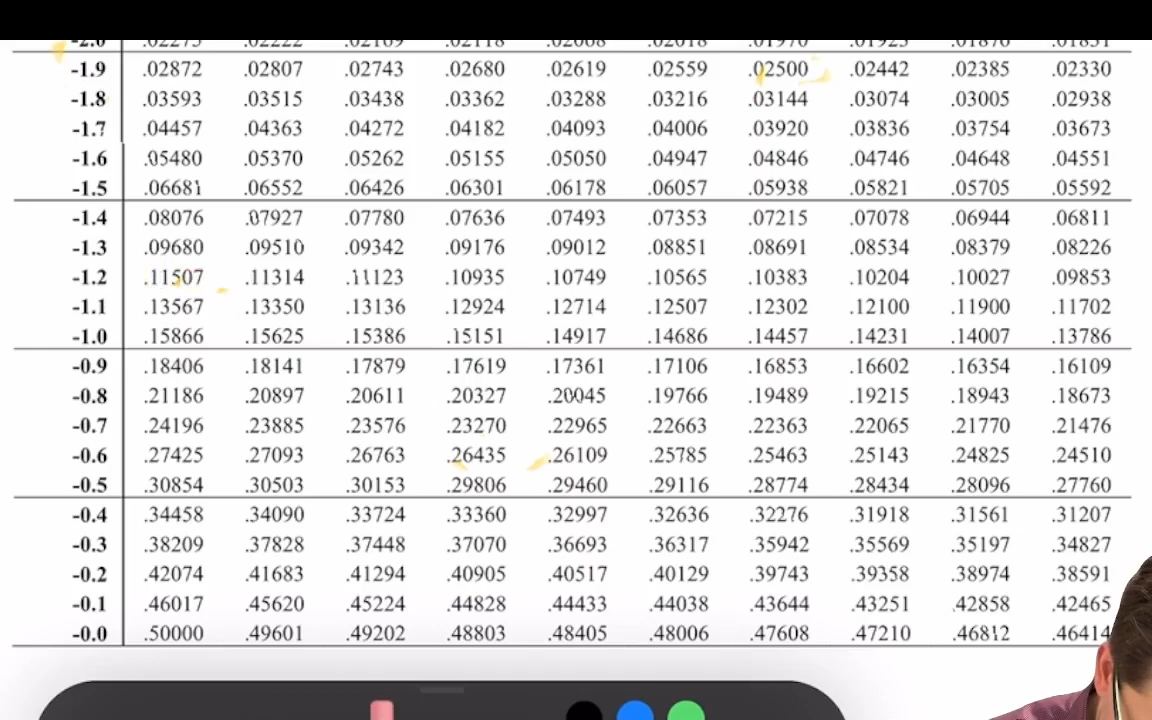 -2.0 .02275 .02222 .02169 .02118 .02068 .02018 .01970 .01923 .01876 .01831
-1.9 .02872 .02807 .02743 .02680 .02619 .02559 .02500 .02442 .02385 .02330
-1.8 .03593 .03515 .03438 .03362 .03288 .03216 .03144 .03074 .03005 .02938
-1.7 .04457 .04363 .04272 .04182 .04093 .04006 .03920 .03836 .03754 .03673
-1.6 .05480 .05370 .05262 .05155 .05050 .04947 .04846 .04746 .04648 .04551
-1.5 .06681 .06552 .06426 .06301 .06178 .06057 .05938 .05821 .05705 .05592
-1.4 .08076 .07927 .07780 .07636 .07493 .07353 .07215 .07078 .06944 .06811
-1.3 .09680 .09510 .09342 .09176 .09012 .08851 .08691 .08534 .08379 .08226
-1.2 .11507 .11314 .11123 .10935 .10749 .10565 .10383 .10204 .10027 .09853
-1.1 .13567 .13350 .13136 .12924 .12714 .12507 .12302 .12100 .11900 .11702
-1.0 .15866 .15625 .15386 .15151 .14917 .14686 .14457 .14231 .14007 .13786
-0.9 .18406 .18141 .17879 .17619 .17361 .17106 .16853 .16602 .16354 .16109
-0.8 .21186 .20897 .20611 .20327 .20045 .19766 .19489 .19215 .18943 .18673
-0.7 .24196 .23885 .23576 .23270 .22965 .22663 .22363 .22065 .21770 .21476
-0.6 .27425 .27093 .26763 .26435 .26109 .25785 .25463 .25143 .24825 .24510
-0.5 .30854 .30503 .30153 .29806 .29460 .29116 .28774 .28434 .28096 .27760
-0.4 .34458 .34090 .33724 .33360 .32997 .32636 .32276 .31918 .31561 .31207
-0.3 .38209 .37828 .37448 .37070 .36693 .36317 .35942 .35569 .35197 .34827
-0.2 .42074 .41683 .41294 .40905 .40517 .40129 .39743 .39358 .38974 .38591
-0.1 .46017 .45620 .45224 .44828 .44433 .44038 .43644 .43251 .42858 .42465
-0.0 .50000 .49601 .49202 .48803 .48405 .48006 .47608 .47210 .46812 .46414